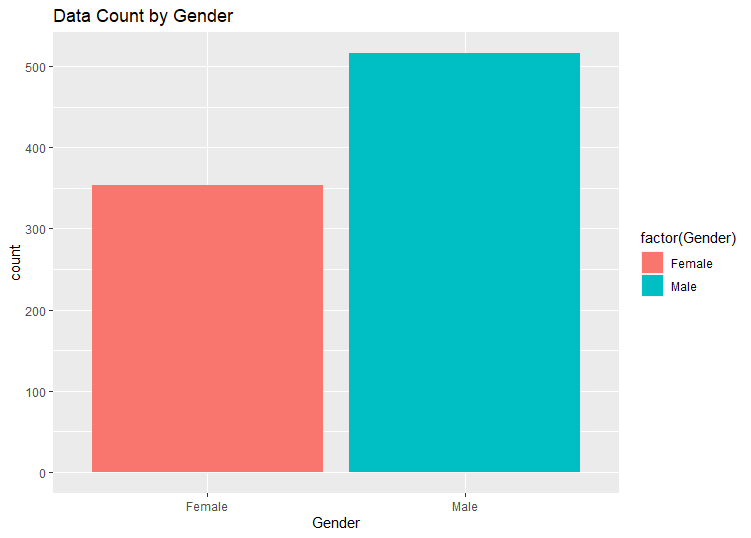 Data Count by Gender
count
500
400
300
200
100
0
Female
Male
Gender
factor(Gender)
Female
Male